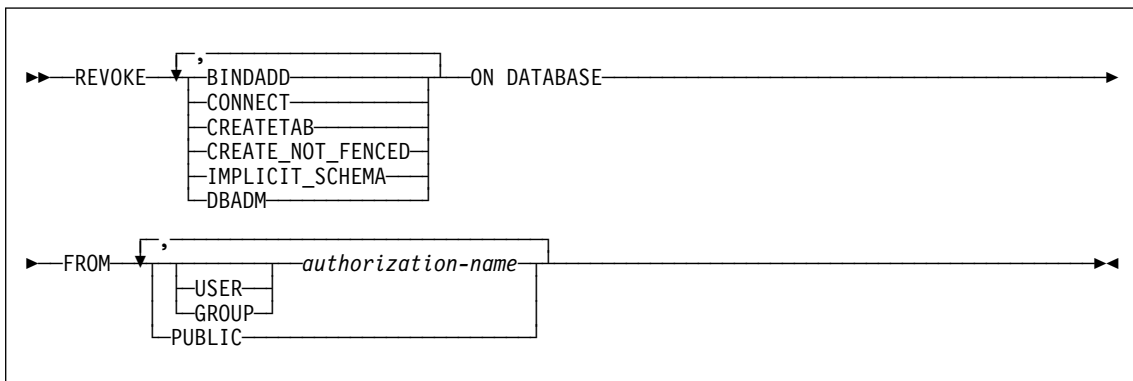 ,
REVOKE BINDADD ON DATABASE
CONNECT
CREATETAB
CREATE_NOT_FENCED
IMPLICIT_SCHEMA
DBADM
,
FROM authorization-name
USER
GROUP
PUBLIC